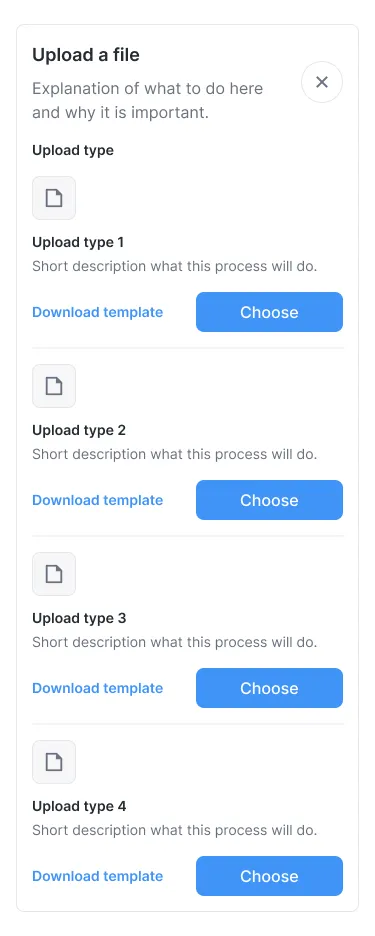 Upload a file
Explanation of what to do here
and why it is important.
Upload type
Upload type 1
Short description what this process will do.
Download template
Choose
Upload type 2
Short description what this process will do.
Download template
Choose
Upload type 3
Short description what this process will do.
Download template
Choose
Upload type 4
Short description what this process will do.
Download template
Choose